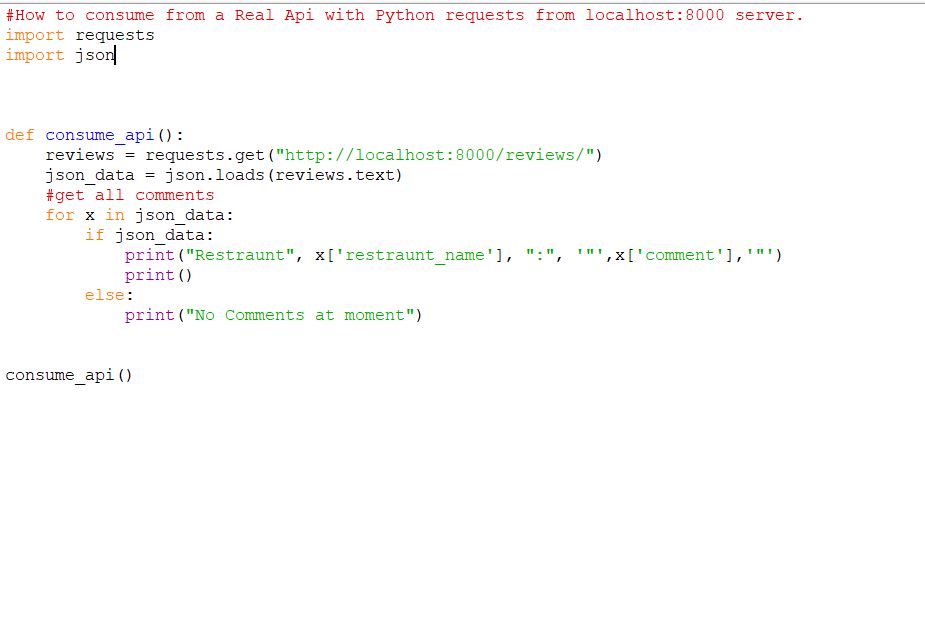 #How to consume from a Real Api with Python requests from localhost:8000 server.
import requests
import json
def consume_api():
    reviews = requests.get("http://localhost:8000/reviews/")
    json_data = json.loads(reviews.text)
    #get all comments
    for x in json_data:
        if json_data:
            print("Restraunt", x['restraunt_name'], ":", '"',x['comment'],'"')
            print()
        else:
            print("No Comments at moment")
consume_api()